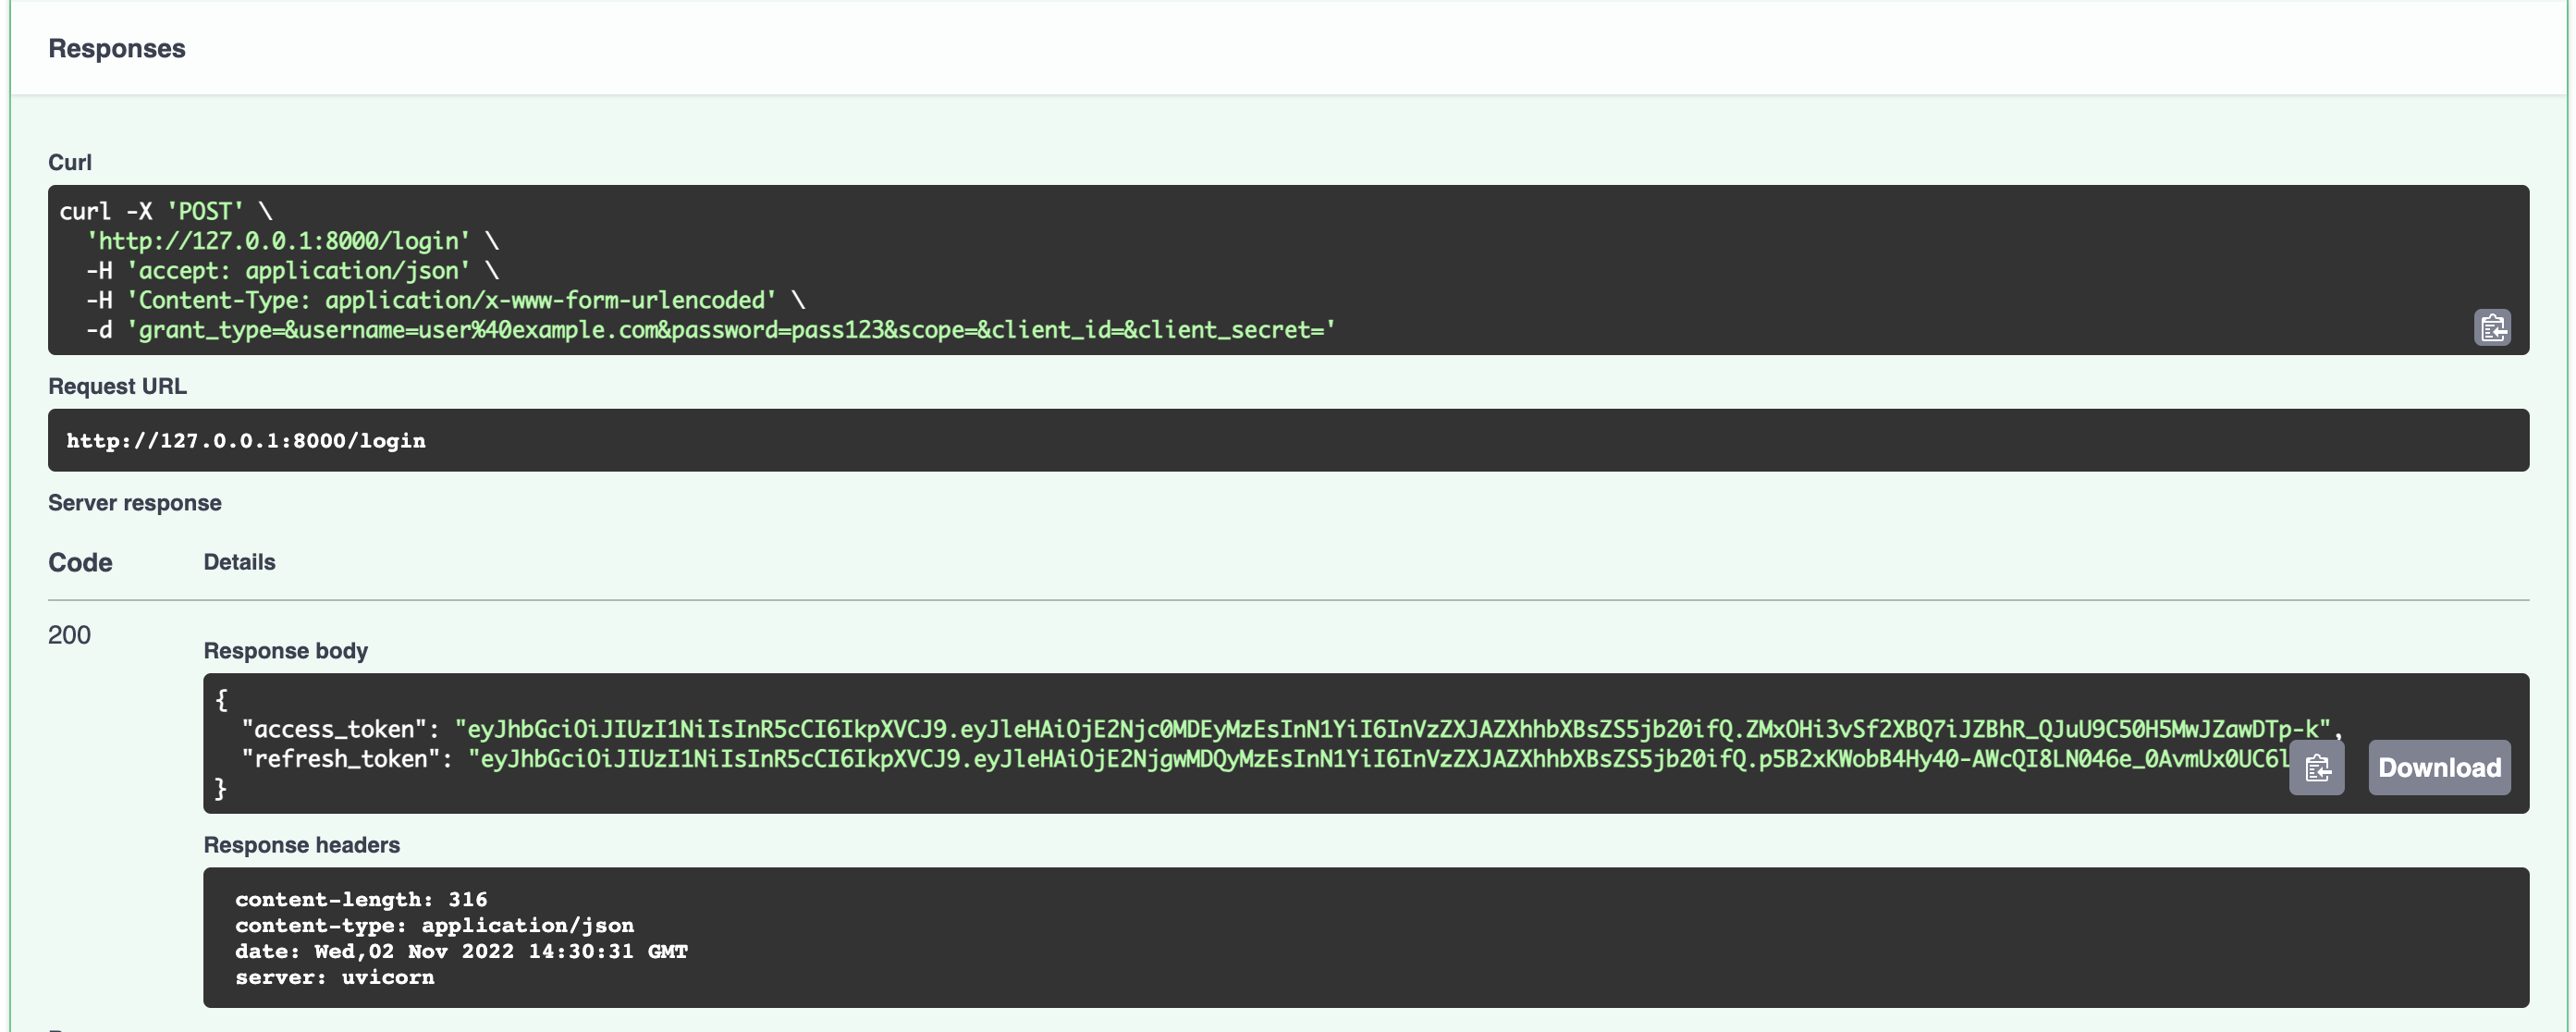 Responses
Curl
curl -X 'POST' \
'http://127.0.0.1:8000/login' \
-H 'accept: application/json' \
-H 'Content-Type: application/x-www-form-urlencoded' \
-d 'grant_type=&username=user%40example.com&password=pass123&scope=&client_id=&client_secret='
Request URL
http://127.0.0.1:8000/login
Server response
Code Details
200
Response body
{
"access_token": "eyJhbGciOiJIUzI1NiIsInR5cCI6IkpXVCJ9.eyJleHAiOjE2Njc0MDEyMzEsInN1YiI6InVzZXJAZXhhbXBsZS5jb20ifQ.ZMxOHi3vSf2XBQ7iJZBhR_QJuU9C50H5MwJZawDTp-k",
"refresh_token": "eyJhbGciOiJIUzI1NiIsInR5cCI6IkpXVCJ9.eyJleHAiOjE2NjgwMDQyMzEsInN1YiI6InVzZXJAZXhhbXBsZS5jb20ifQ.p5B2xKWobB4Hy40-AWcQI8LN046e_0AvmUx0UC6l
Download
}
Response headers
content-length: 316
content-type: application/json
date: Wed,02 Nov 2022 14:30:31 GMT
server: uvicorn